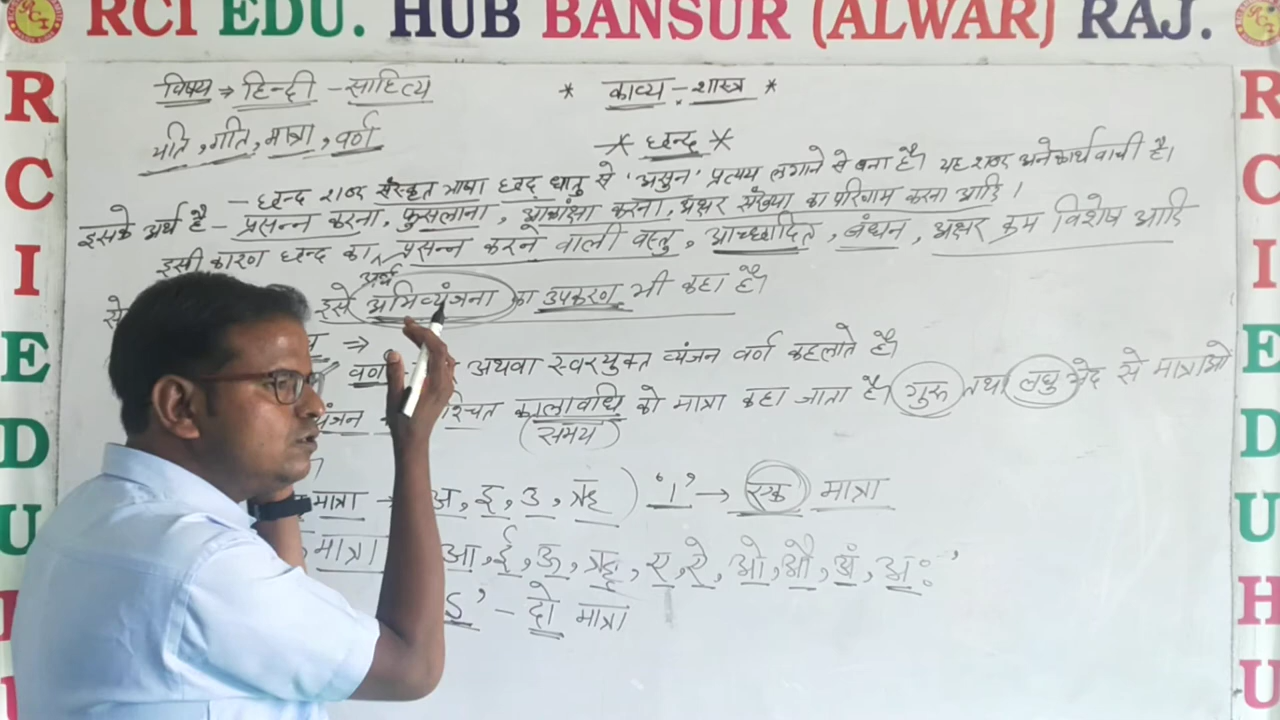 RCI EDU. HUB BANSUR (ALWAR) RAJ.
विषय → हिन्दी - साहित्य * काव्य - शास्त्र *
यति, गति, मात्रा, वर्ण * छन्द *
- छन्द शब्द संस्कृत भाषा छद् धातु से 'असुन' प्रत्यय लगाने से बना है। यह शब्द अनेकार्थवाची है।
इसके अर्थ है - प्रसन्न करना, फुसलाना, आकांक्षा करना, अक्षर संख्या का परिणाम करना आदि।
इसी कारण छन्द का अर्थ प्रसन्न करने वाली वस्तु, आच्छादित, बंधन, अक्षर क्रम विशेष आदि
से इसे अभिव्यंजना का उपकरण भी कहा है।
⇒
वर्ण अथवा स्वरयुक्त व्यंजन वर्ण कहलाते है।
कालावधि को मात्रा कहा जाता है। गुरू तथा लघु भेद से मात्राओ
(समय)
मात्रा → अ, इ, उ, ऋ) '।' → एक मात्रा
मात्रा आ, ई, ऊ, ऋ, ए, ऐ, ओ, औ, अं, अः'
S' - दो मात्रा
R
C
I
E
D
U
R
C
I
E
D
U
H
U